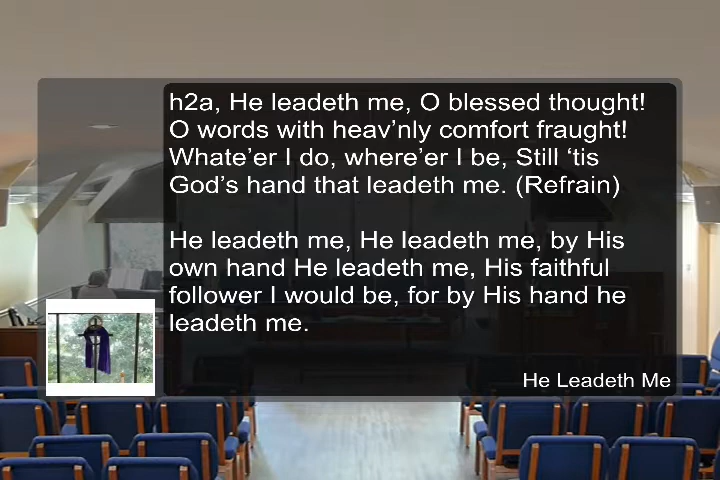 h2a, He leadeth me, O blessed thought!
O words with heav’nly comfort fraught!
Whate’er I do, where’er I be, Still ‘tis
God’s hand that leadeth me. (Refrain)
He leadeth me, He leadeth me, by His
own hand He leadeth me, His faithful
follower I would be, for by His hand he
leadeth me.
He Leadeth Me